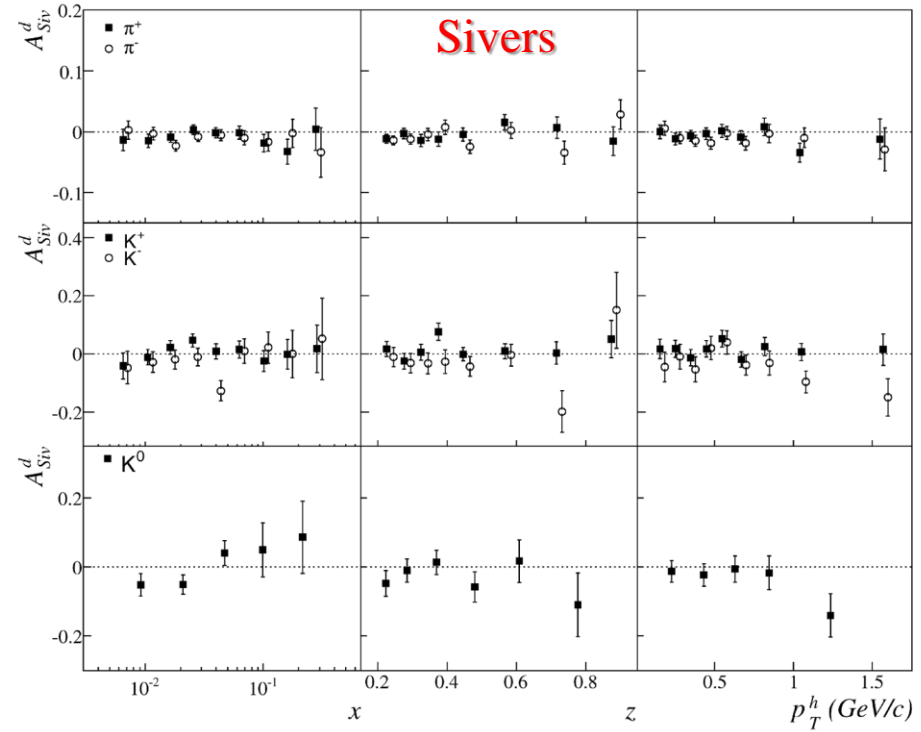 Sivers
A^d_Siv
0.2
0.1
0
-0.1
π⁺
π⁻
A^d_Siv
0.4
0.2
0
-0.2
K⁺
K⁻
A^d_Siv
0.2
0
-0.2
K⁰
10⁻² 10⁻¹
x
0.2 0.4 0.6 0.8
z
0.5 1 1.5
p^h_T (GeV/c)